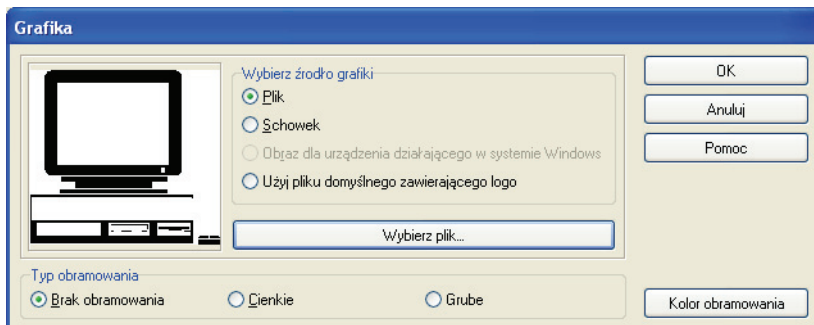 Grafika
Wybierz źrodło grafiki
Plik
Schowek
Obraz dla urządzenia działającego w systemie Windows
Użyj pliku domyślnego zawierającego logo
Wybierz plik...
OK
Anuluj
Pomoc
Typ obramowania
Brak obramowania
Cienkie
Grube
Kolor obramowania